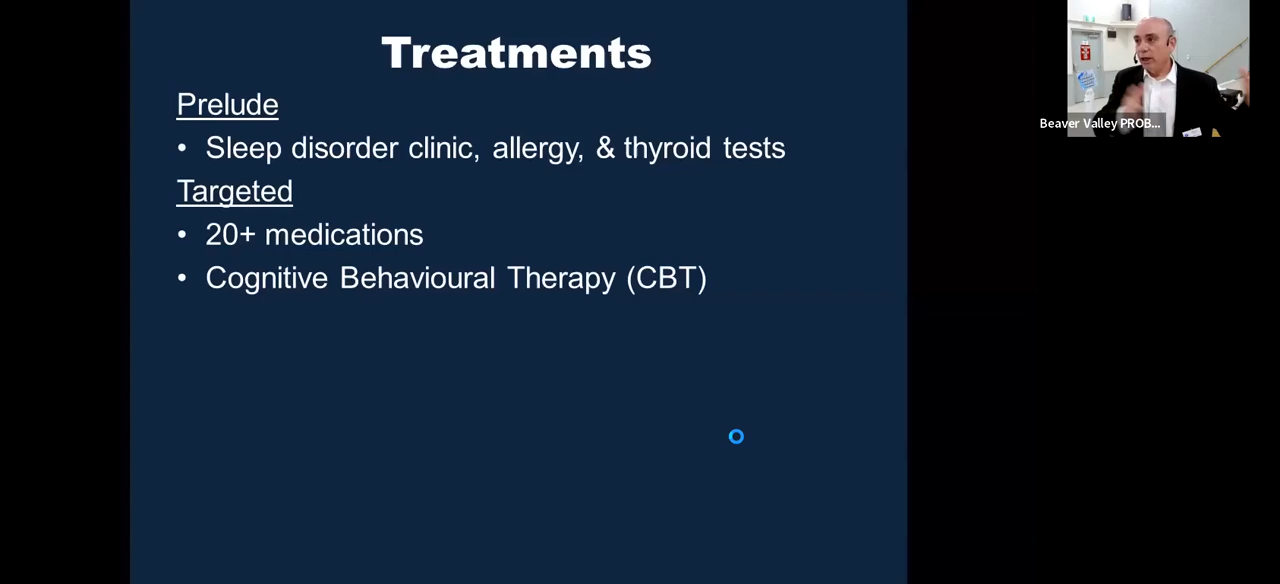 Treatments
Prelude
• Sleep disorder clinic, allergy, & thyroid tests
Targeted
• 20+ medications
• Cognitive Behavioural Therapy (CBT)
Beaver Valley PROB...